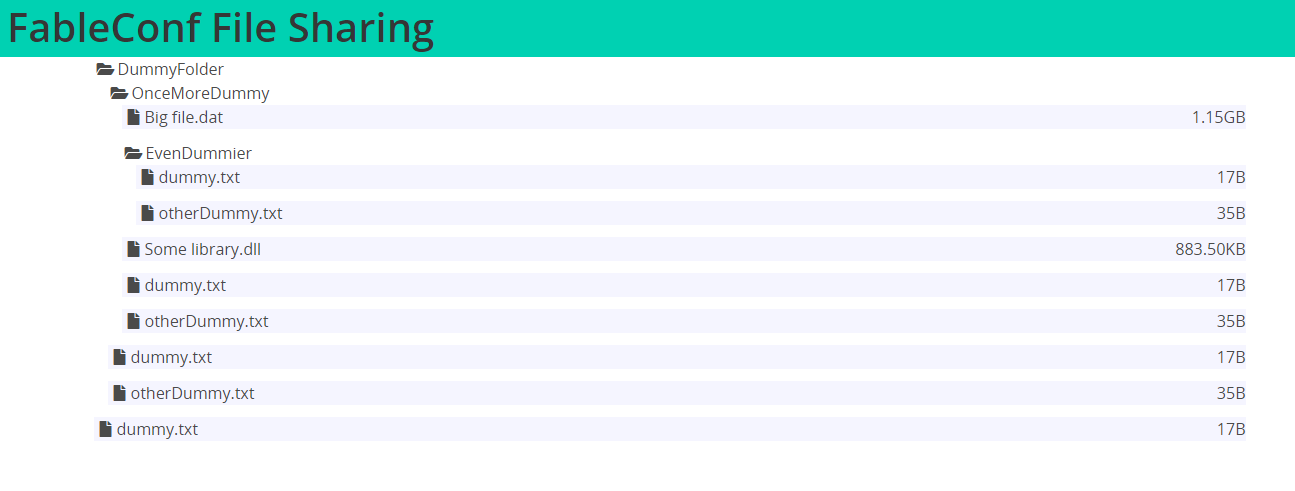 FableConf File Sharing
DummyFolder
OnceMoreDummy
Big file.dat 1.15GB
EvenDummier
dummy.txt 17B
otherDummy.txt 35B
Some library.dll 883.50KB
dummy.txt 17B
otherDummy.txt 35B
dummy.txt 17B
otherDummy.txt 35B
dummy.txt 17B